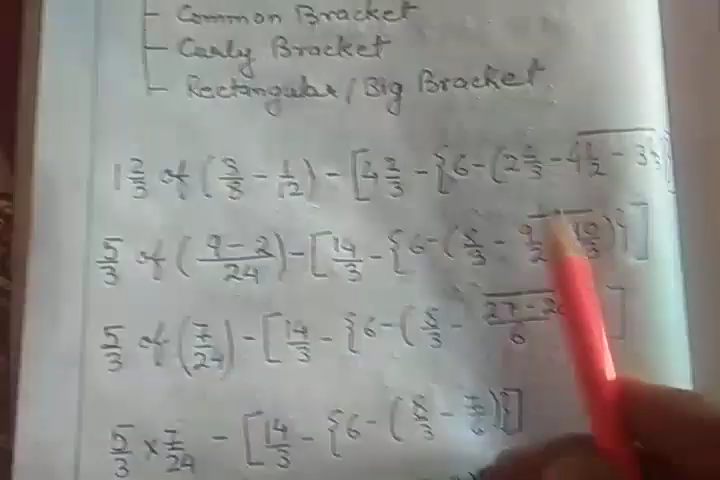 Common Bracket
Curly Bracket
Rectangular / Big Bracket
1 2/3 of (3/8 - 1/12) - [4 2/3 - {6 - (2 2/3 - 4 1/2 - 3
5/3 of (9 - 2 / 24) - [14/3 - {6 - (8/3 - 9/2 10/3)}]
5/3 of (7/24) - [14/3 - {6 - (8/3 - 27 - 20 / 6 ]
5/3 × 7/24 - [14/3 - {6 - (8/3 - 7/6)}]